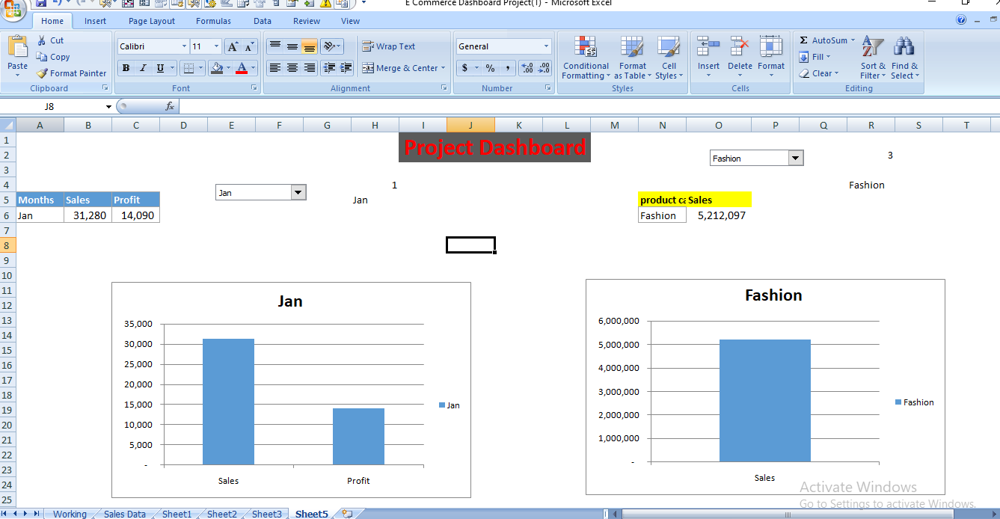 E Commerce Dashboard Project(1) - Microsoft Excel
Home Insert Page Layout Formulas Data Review View
Paste
Cut
Copy
Format Painter
Clipboard
Calibri 11
A A
B I U A
Font
Wrap Text
Merge & Center
Alignment
General
$ % , .00 .00
Number
Conditional Formatting
Format as Table
Cell Styles
Styles
Insert Delete Format
Cells
Σ AutoSum
Fill
Clear
Sort & Filter
Find & Select
Editing
J8 fx
A B C D E F G H I J K L M N O P Q R S T
1 Project Dashboard
2 Fashion 3
3
4 1 Fashion
Jan
5 Months Sales Profit Jan product ca Sales
6 Jan 31,280 14,090 Fashion 5,212,097
7
8
9
10
11
12
13
14
15
16
17
18
19
20
21
22
23
24
25
Jan
35,000
30,000
25,000
20,000
15,000
10,000
5,000
-
Sales Profit
Jan
Fashion
6,000,000
5,000,000
4,000,000
3,000,000
2,000,000
1,000,000
-
Sales
Fashion
Activate Windows
Go to Settings to activate Windows.
Working Sales Data Sheet1 Sheet2 Sheet3 Sheet5